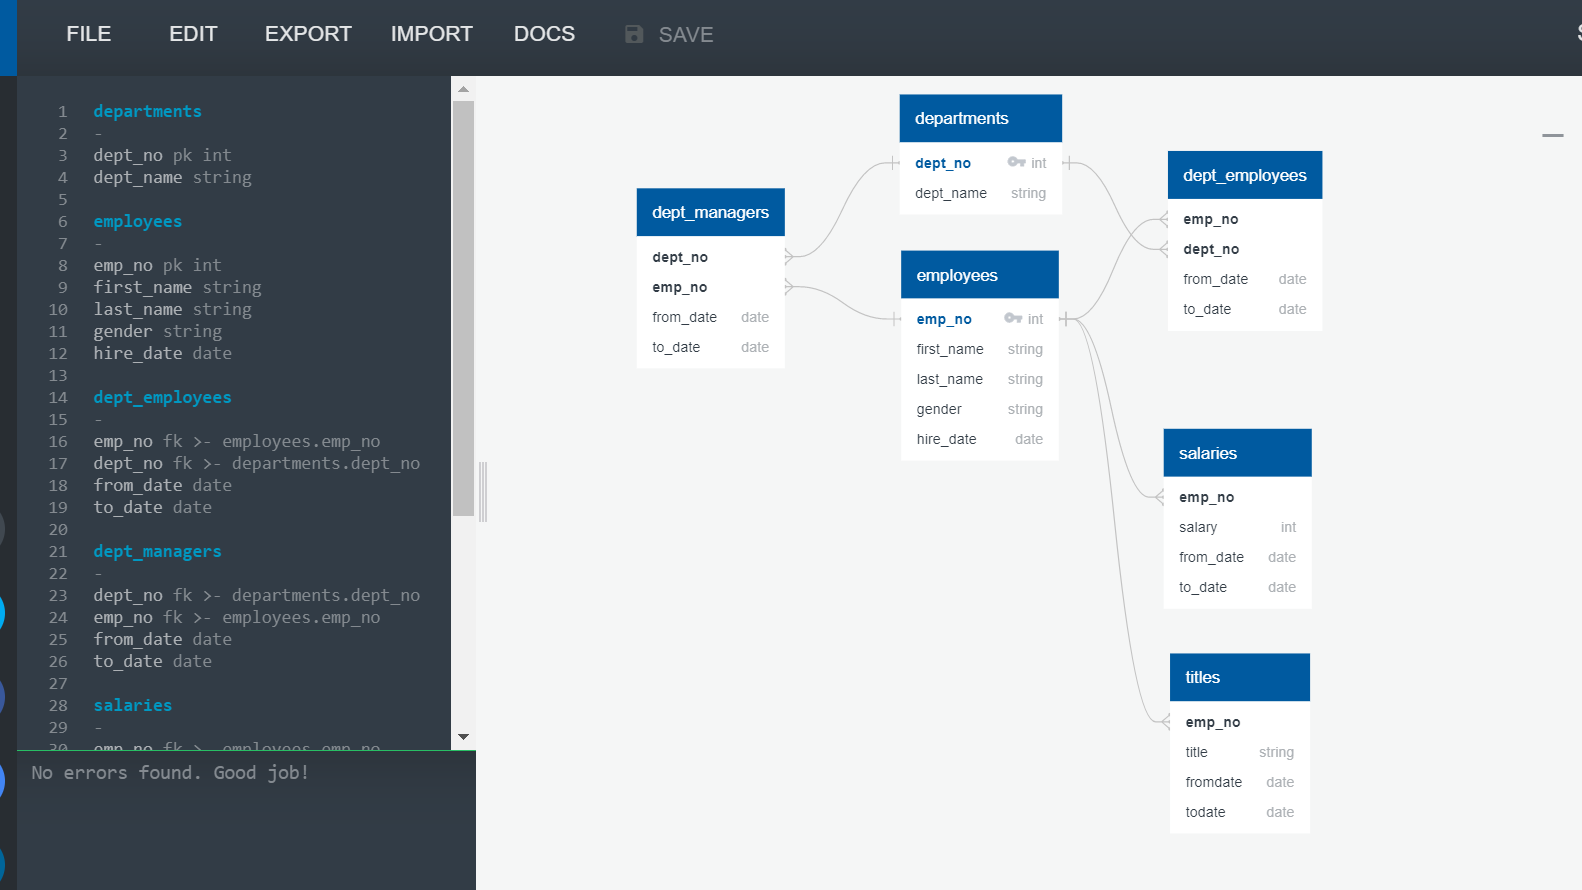 FILE EDIT EXPORT IMPORT DOCS SAVE
1 departments
2 -
3 dept_no pk int
4 dept_name string
5
6 employees
7 -
8 emp_no pk int
9 first_name string
10 last_name string
11 gender string
12 hire_date date
13
14 dept_employees
15 -
16 emp_no fk >- employees.emp_no
17 dept_no fk >- departments.dept_no
18 from_date date
19 to_date date
20
21 dept_managers
22 -
23 dept_no fk >- departments.dept_no
24 emp_no fk >- employees.emp_no
25 from_date date
26 to_date date
27
28 salaries
29 -
30 emp_no fk >- employees.emp_no
No errors found. Good job!
dept_managers
dept_no
emp_no
from_date date
to_date date
departments
dept_no int
dept_name string
employees
emp_no int
first_name string
last_name string
gender string
hire_date date
dept_employees
emp_no
dept_no
from_date date
to_date date
salaries
emp_no
salary int
from_date date
to_date date
titles
emp_no
title string
fromdate date
todate date